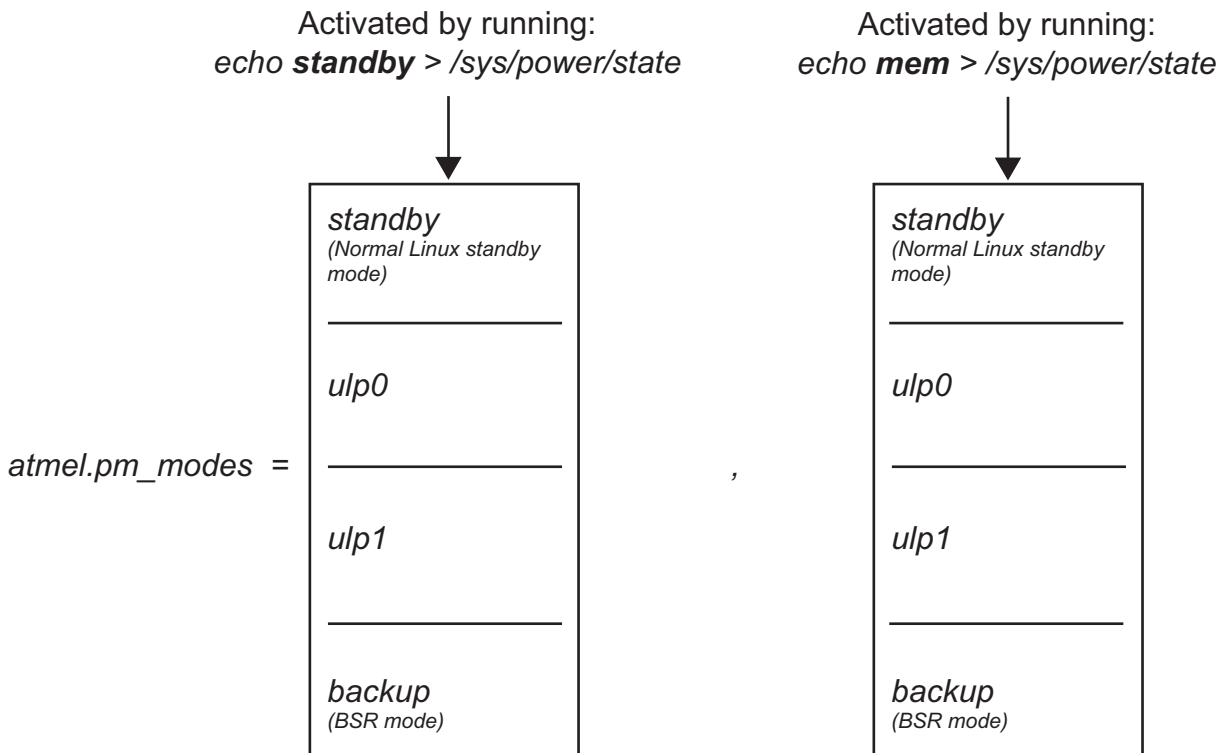 Activated by running:
echo standby > /sys/power/state
Activated by running:
echo mem > /sys/power/state
atmel.pm_modes =
standby
(Normal Linux standby
mode)
ulp0
ulp1
backup
(BSR mode)
,
standby
(Normal Linux standby
mode)
ulp0
ulp1
backup
(BSR mode)